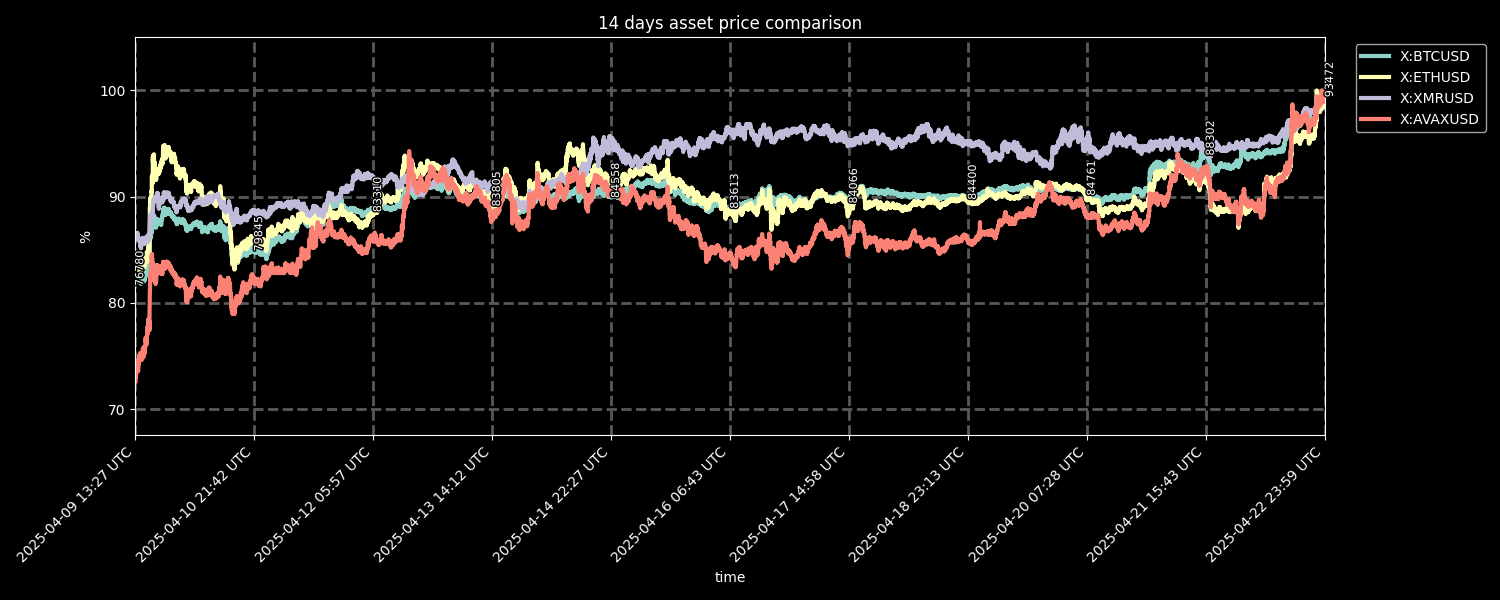 14 days asset price comparison
X:BTCUSD
X:ETHUSD
X:XMRUSD
X:AVAXUSD
%
100
90
80
70
76780
79845
83310
83805
84558
83613
84066
84400
84761
88302
93472
2025-04-09 13:27 UTC
2025-04-10 21:42 UTC
2025-04-12 05:57 UTC
2025-04-13 14:12 UTC
2025-04-14 22:27 UTC
2025-04-16 06:43 UTC
2025-04-17 14:58 UTC
2025-04-18 23:13 UTC
2025-04-20 07:28 UTC
2025-04-21 15:43 UTC
2025-04-22 23:59 UTC
time